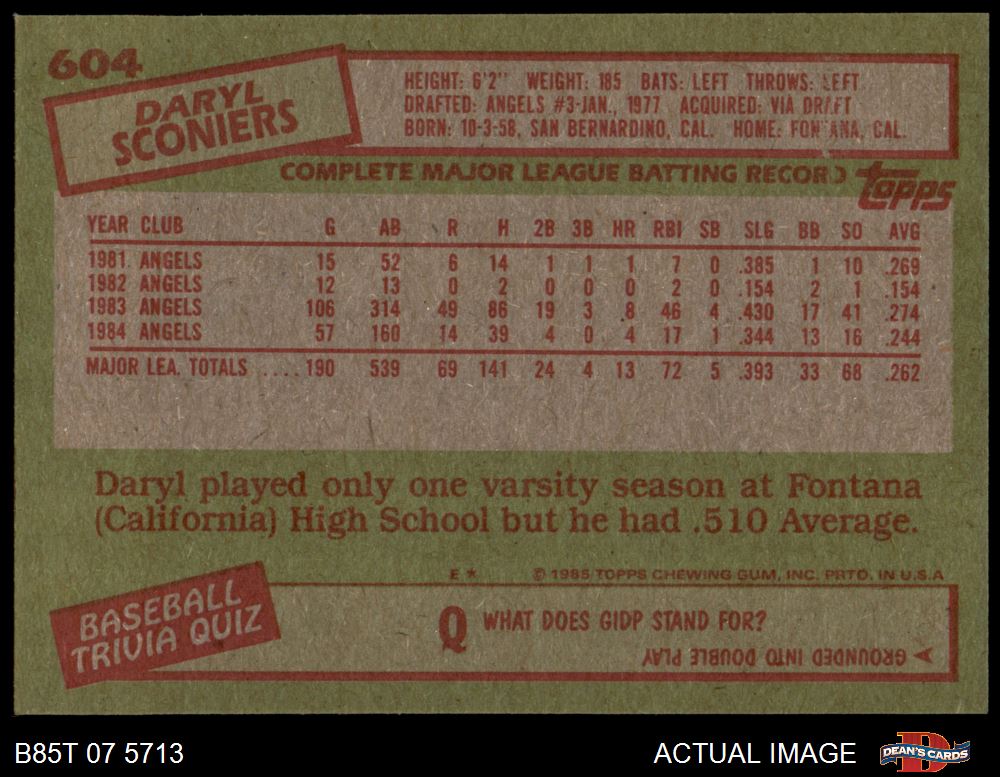 604
DARYL
SCONIERS
HEIGHT: 6'2" WEIGHT: 185 BATS: LEFT THROWS: LEFT
DRAFTED: ANGELS #3-JAN., 1977 ACQUIRED: VIA DRAFT
BORN: 10-3-58, SAN BERNARDINO, CAL. HOME: FONTANA, CAL.
COMPLETE MAJOR LEAGUE BATTING RECORD
topps
YEAR CLUB G AB R H 2B 3B HR RBI SB SLG BB SO AVG
1981 ANGELS 15 52 6 14 1 1 1 7 0 .385 1 10 .269
1982 ANGELS 12 13 0 2 0 0 0 2 0 .154 2 1 .154
1983 ANGELS 106 314 49 86 19 3 8 46 4 .430 17 41 .274
1984 ANGELS 57 160 14 39 4 0 4 17 1 .344 13 16 .244
MAJOR LEA. TOTALS .... 190 539 69 141 24 4 13 72 5 .393 33 68 .262
Daryl played only one varsity season at Fontana
(California) High School but he had .510 Average.
E * © 1985 TOPPS CHEWING GUM, INC. PRTD. IN U.S.A
BASEBALL
TRIVIA QUIZ
Q WHAT DOES GIDP STAND FOR?
GROUNDED INTO DOUBLE PLAY
B85T 07 5713
ACTUAL IMAGE
D
DEAN'S CARDS